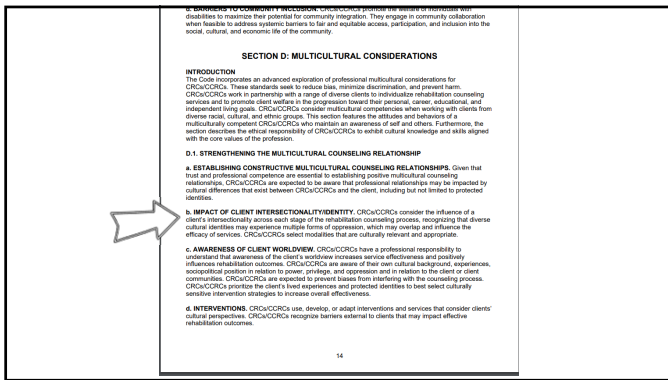 d. BARRIERS TO COMMUNITY INCLUSION. CRCs/CCRCs promote the welfare of individuals with
disabilities to maximize their potential for community integration. They engage in community collaboration
when feasible to address systemic barriers to fair and equitable access, participation, and inclusion into the
social, cultural, and economic life of the community.
SECTION D: MULTICULTURAL CONSIDERATIONS
INTRODUCTION
The Code incorporates an advanced exploration of professional multicultural considerations for
CRCs/CCRCs. These standards seek to reduce bias, minimize discrimination, and prevent harm.
CRCs/CCRCs work in partnership with a range of diverse clients to individualize rehabilitation counseling
services and to promote client welfare in the progression toward their personal, career, educational, and
independent living goals. CRCs/CCRCs consider multicultural competencies when working with clients from
diverse racial, cultural, and ethnic groups. This section features the attitudes and behaviors of a
multiculturally competent CRCs/CCRCs who maintain an awareness of self and others. Furthermore, the
section describes the ethical responsibility of CRCs/CCRCs to exhibit cultural knowledge and skills aligned
with the core values of the profession.
D.1. STRENGTHENING THE MULTICULTURAL COUNSELING RELATIONSHIP
a. ESTABLISHING CONSTRUCTIVE MULTICULTURAL COUNSELING RELATIONSHIPS. Given that
trust and professional competence are essential to establishing positive multicultural counseling
relationships, CRCs/CCRCs are expected to be aware that professional relationships may be impacted by
cultural differences that exist between CRCs/CCRCs and the client, including but not limited to protected
identities.
b. IMPACT OF CLIENT INTERSECTIONALITY/IDENTITY. CRCs/CCRCs consider the influence of a
client's intersectionality across each stage of the rehabilitation counseling process, recognizing that diverse
cultural identities may experience multiple forms of oppression, which may overlap and influence the
efficacy of services. CRCs/CCRCs select modalities that are culturally relevant and appropriate.
c. AWARENESS OF CLIENT WORLDVIEW. CRCs/CCRCs have a professional responsibility to
understand that awareness of the client's worldview increases service effectiveness and positively
influences rehabilitation outcomes. CRCs/CCRCs are aware of their own cultural background, experiences,
sociopolitical position in relation to power, privilege, and oppression and in relation to the client or client
communities. CRCs/CCRCs are expected to prevent biases from interfering with the counseling process.
CRCs/CCRCs prioritize the client's lived experiences and protected identities to best select culturally
sensitive intervention strategies to increase overall effectiveness.
d. INTERVENTIONS. CRCs/CCRCs use, develop, or adapt interventions and services that consider clients'
cultural perspectives. CRCs/CCRCs recognize barriers external to clients that may impact effective
rehabilitation outcomes.
14